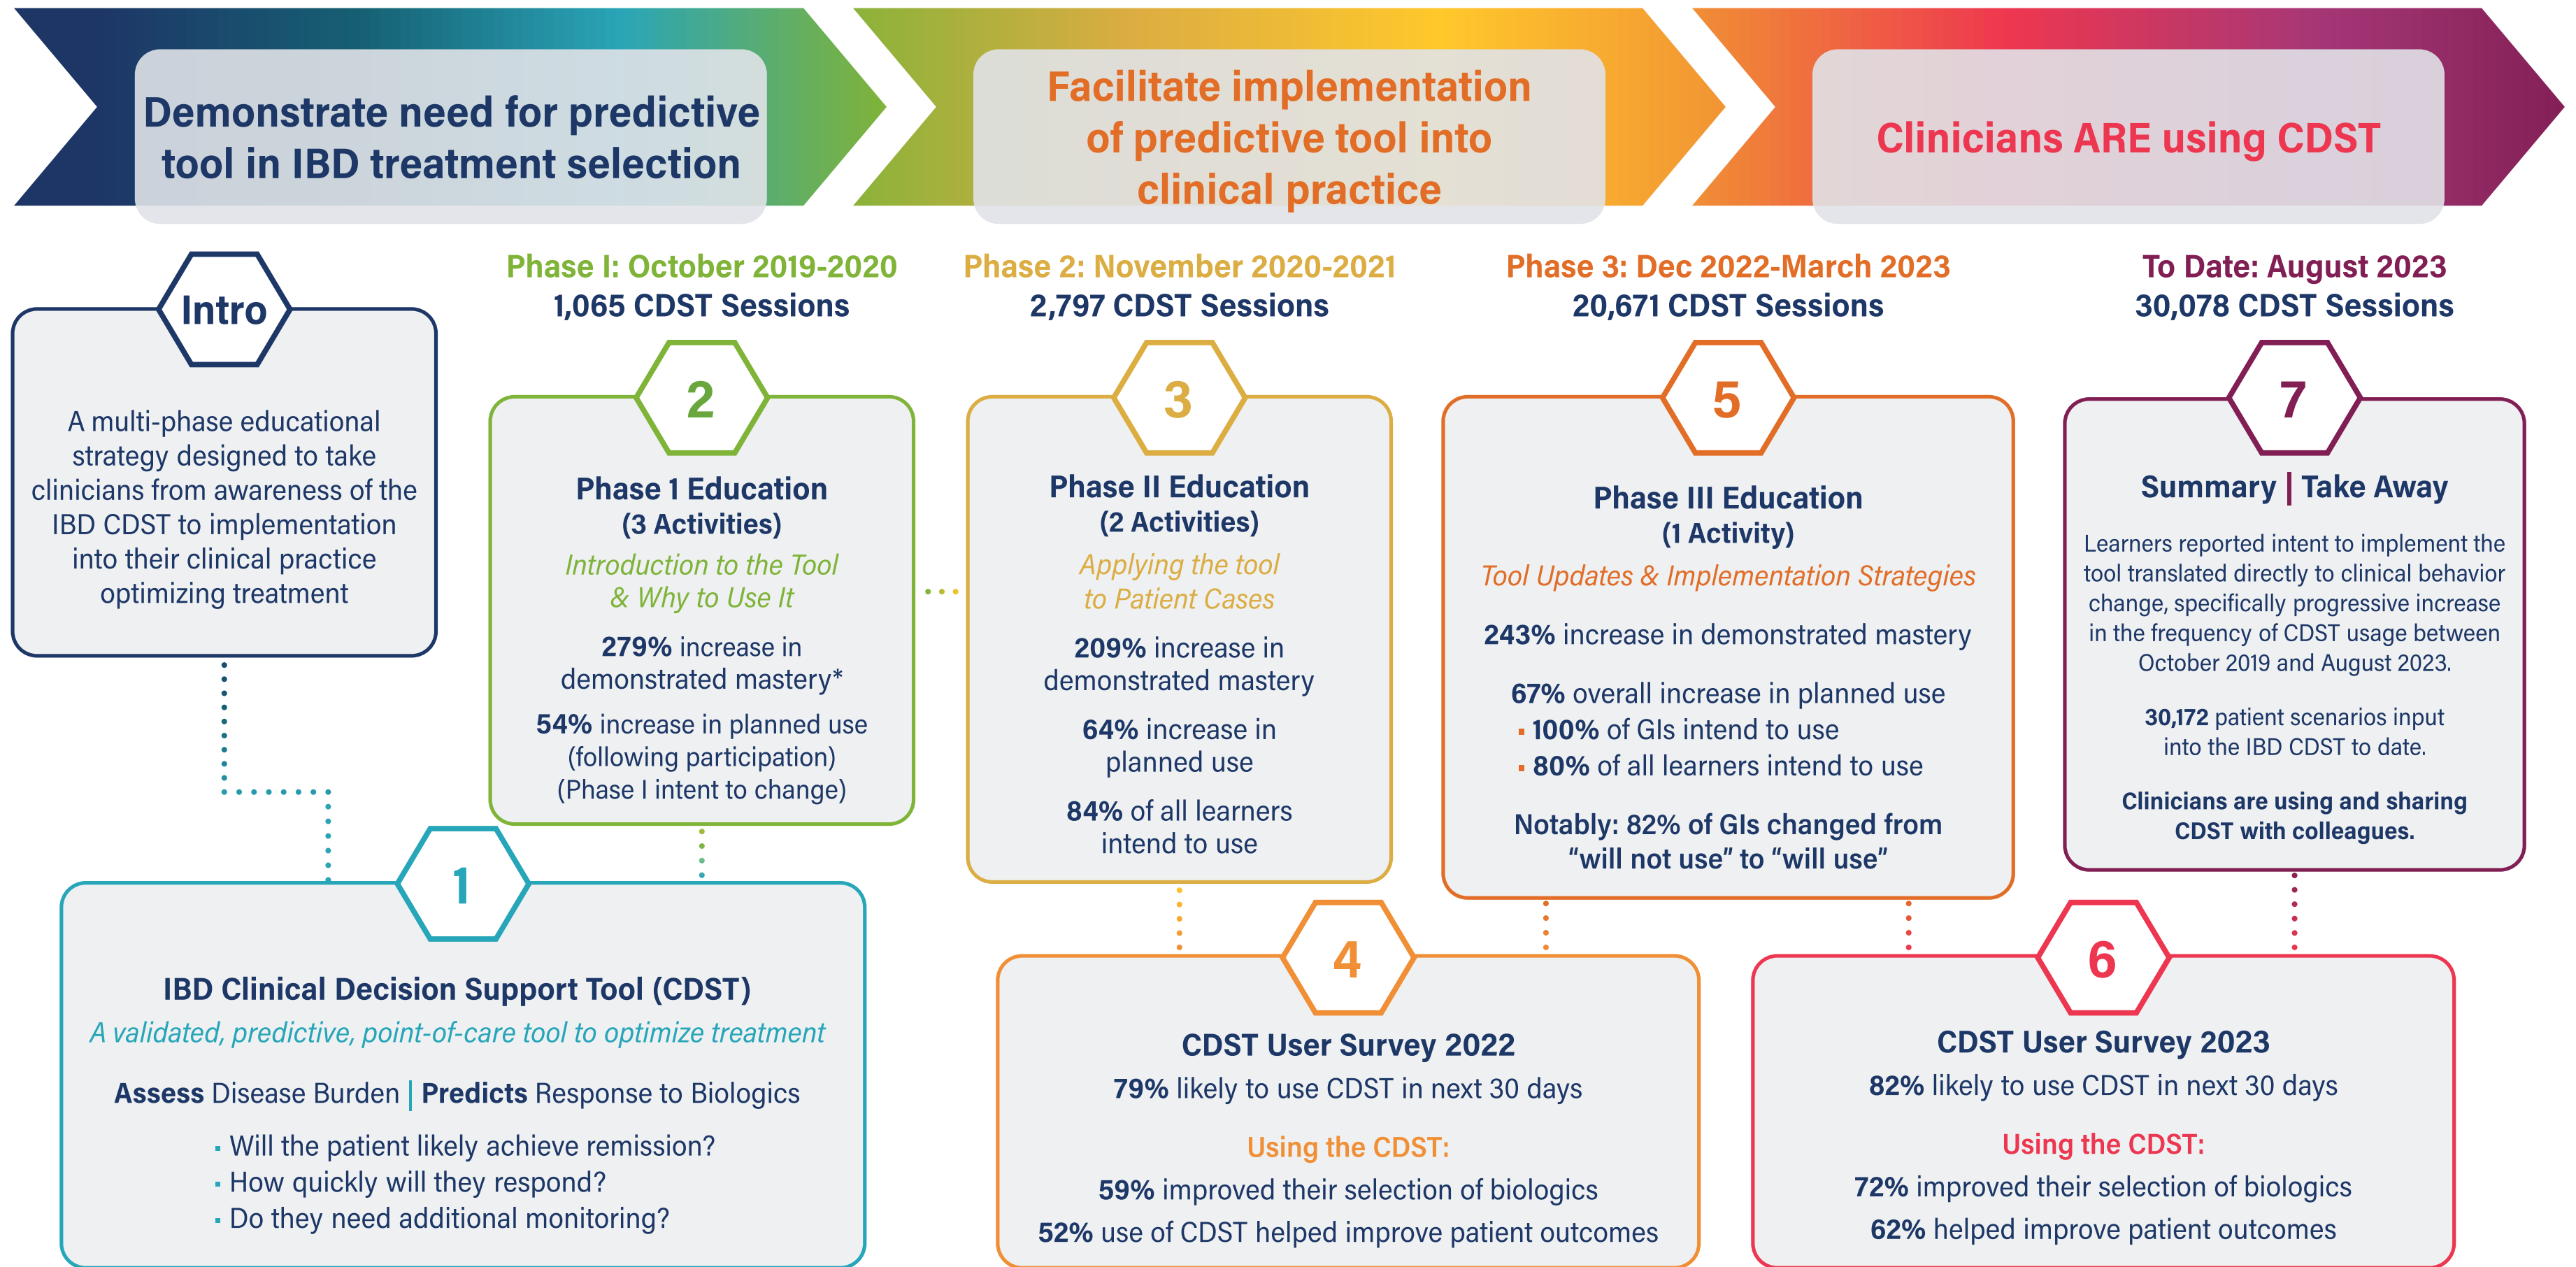 Demonstrate need for predictive
tool in IBD treatment selection
Facilitate implementation
of predictive tool into
clinical practice
Clinicians ARE using CDST
Intro
A multi-phase educational
strategy designed to take
clinicians from awareness of the
IBD CDST to implementation
into their clinical practice
optimizing treatment
1
IBD Clinical Decision Support Tool (CDST)
A validated, predictive, point-of-care tool to optimize treatment
Assess Disease Burden | Predicts Response to Biologics
▪ Will the patient likely achieve remission?
▪ How quickly will they respond?
▪ Do they need additional monitoring?
Phase I: October 2019-2020
1,065 CDST Sessions
2
Phase 1 Education
(3 Activities)
Introduction to the Tool
& Why to Use It
279% increase in
demonstrated mastery*
54% increase in planned use
(following participation)
(Phase I intent to change)
Phase 2: November 2020-2021
2,797 CDST Sessions
3
Phase II Education
(2 Activities)
Applying the tool
to Patient Cases
209% increase in
demonstrated mastery
64% increase in
planned use
84% of all learners
intend to use
4
CDST User Survey 2022
79% likely to use CDST in next 30 days
Using the CDST:
59% improved their selection of biologics
52% use of CDST helped improve patient outcomes
Phase 3: Dec 2022-March 2023
20,671 CDST Sessions
5
Phase III Education
(1 Activity)
Tool Updates & Implementation Strategies
243% increase in demonstrated mastery
67% overall increase in planned use
▪ 100% of GIs intend to use
▪ 80% of all learners intend to use
Notably: 82% of GIs changed from
“will not use” to “will use”
6
CDST User Survey 2023
82% likely to use CDST in next 30 days
Using the CDST:
72% improved their selection of biologics
62% helped improve patient outcomes
To Date: August 2023
30,078 CDST Sessions
7
Summary | Take Away
Learners reported intent to implement the
tool translated directly to clinical behavior
change, specifically progressive increase
in the frequency of CDST usage between
October 2019 and August 2023.
30,172 patient scenarios input
into the IBD CDST to date.
Clinicians are using and sharing
CDST with colleagues.